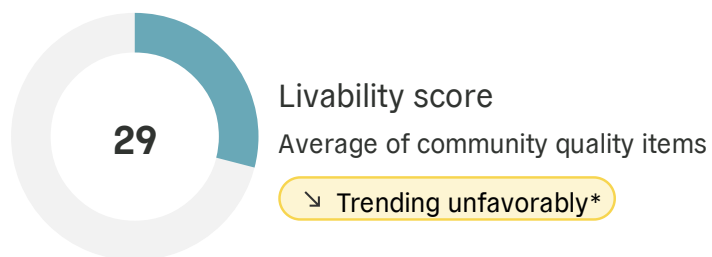 29
Livability score
Average of community quality items
↘ Trending unfavorably*